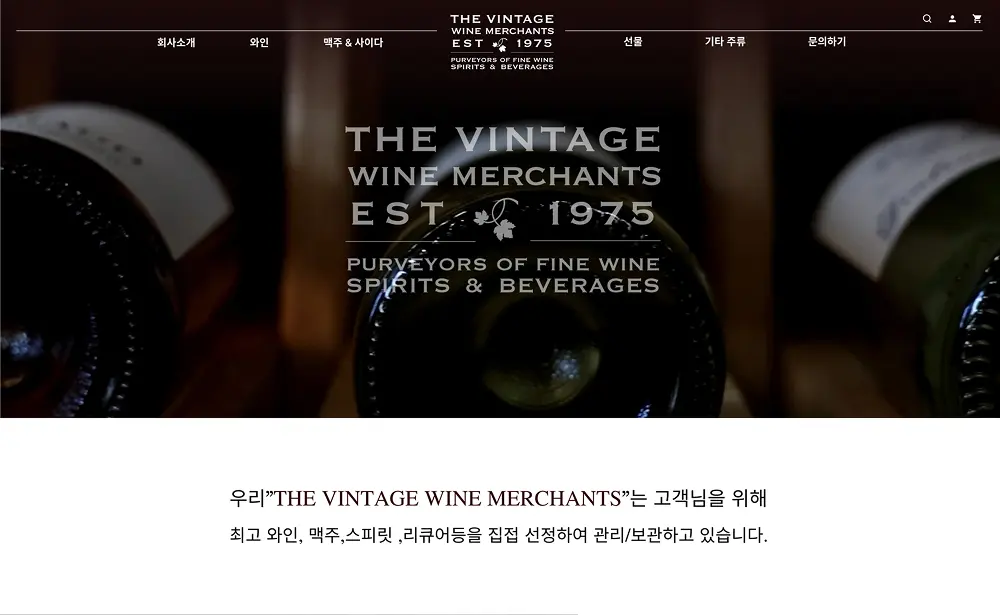 THE VINTAGE
WINE MERCHANTS
EST 1975
PURVEYORS OF FINE WINE
SPIRITS & BEVERAGES
회사소개
와인
맥주 & 사이다
선물
기타 주류
문의하기
THE VINTAGE
WINE MERCHANTS
EST 1975
PURVEYORS OF FINE WINE
SPIRITS & BEVERAGES
우리”THE VINTAGE WINE MERCHANTS”는 고객님을 위해
최고 와인, 맥주,스피릿 ,리큐어등을 집접 선정하여 관리/보관하고 있습니다.